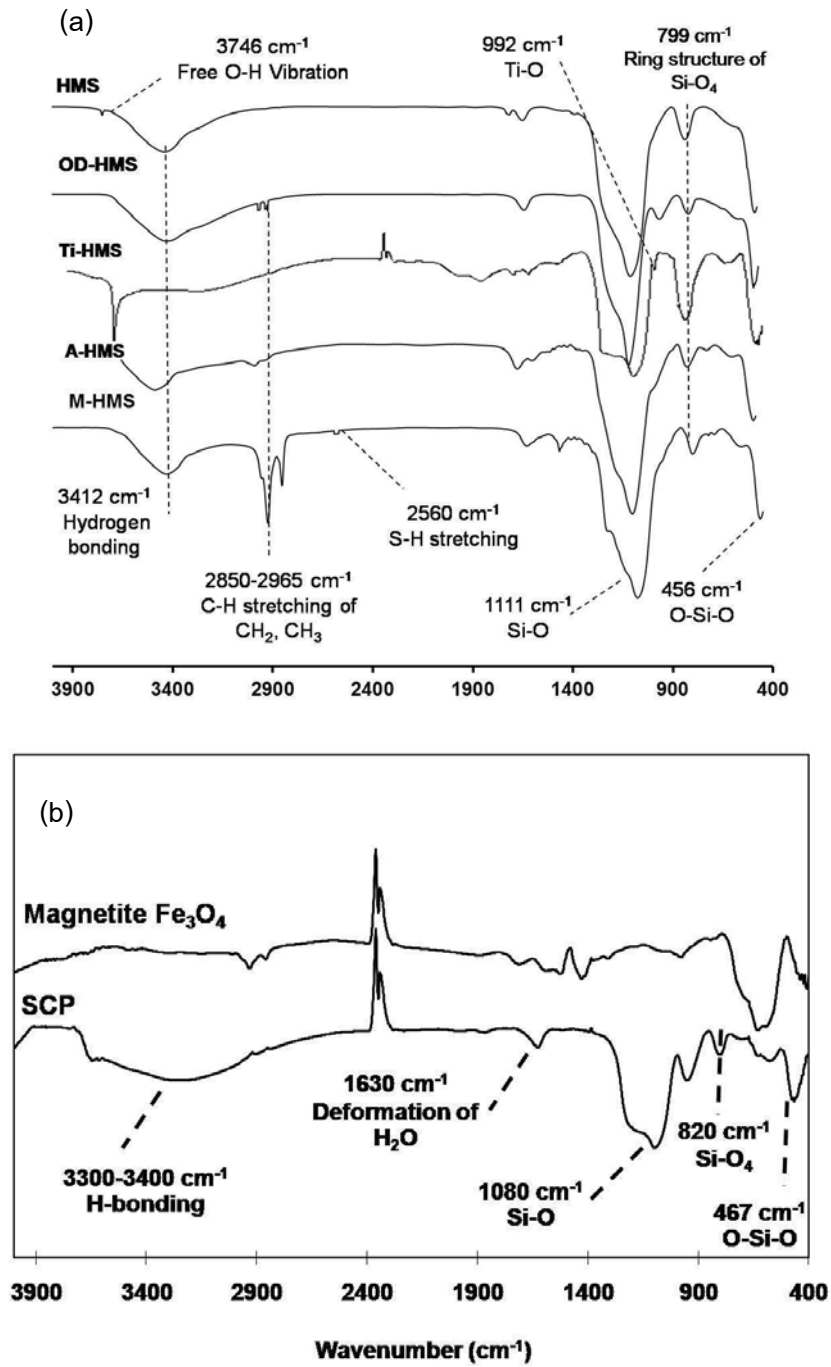 (a)
3746 cm⁻¹
Free O-H Vibration
992 cm⁻¹
Ti-O
799 cm⁻¹
Ring structure of
Si-O₄
HMS
OD-HMS
Ti-HMS
A-HMS
M-HMS
3412 cm⁻¹
Hydrogen
bonding
2850-2965 cm⁻¹
C-H stretching of
CH₂, CH₃
2560 cm⁻¹
S-H stretching
1111 cm⁻¹
Si-O
456 cm⁻¹
O-Si-O
3900 3400 2900 2400 1900 1400 900 400
(b)
Magnetite Fe₃O₄
SCP
3300-3400 cm⁻¹
H-bonding
1630 cm⁻¹
Deformation of
H₂O
1080 cm⁻¹
Si-O
820 cm⁻¹
Si-O₄
467 cm⁻¹
O-Si-O
3900 3400 2900 2400 1900 1400 900 400
Wavenumber (cm⁻¹)